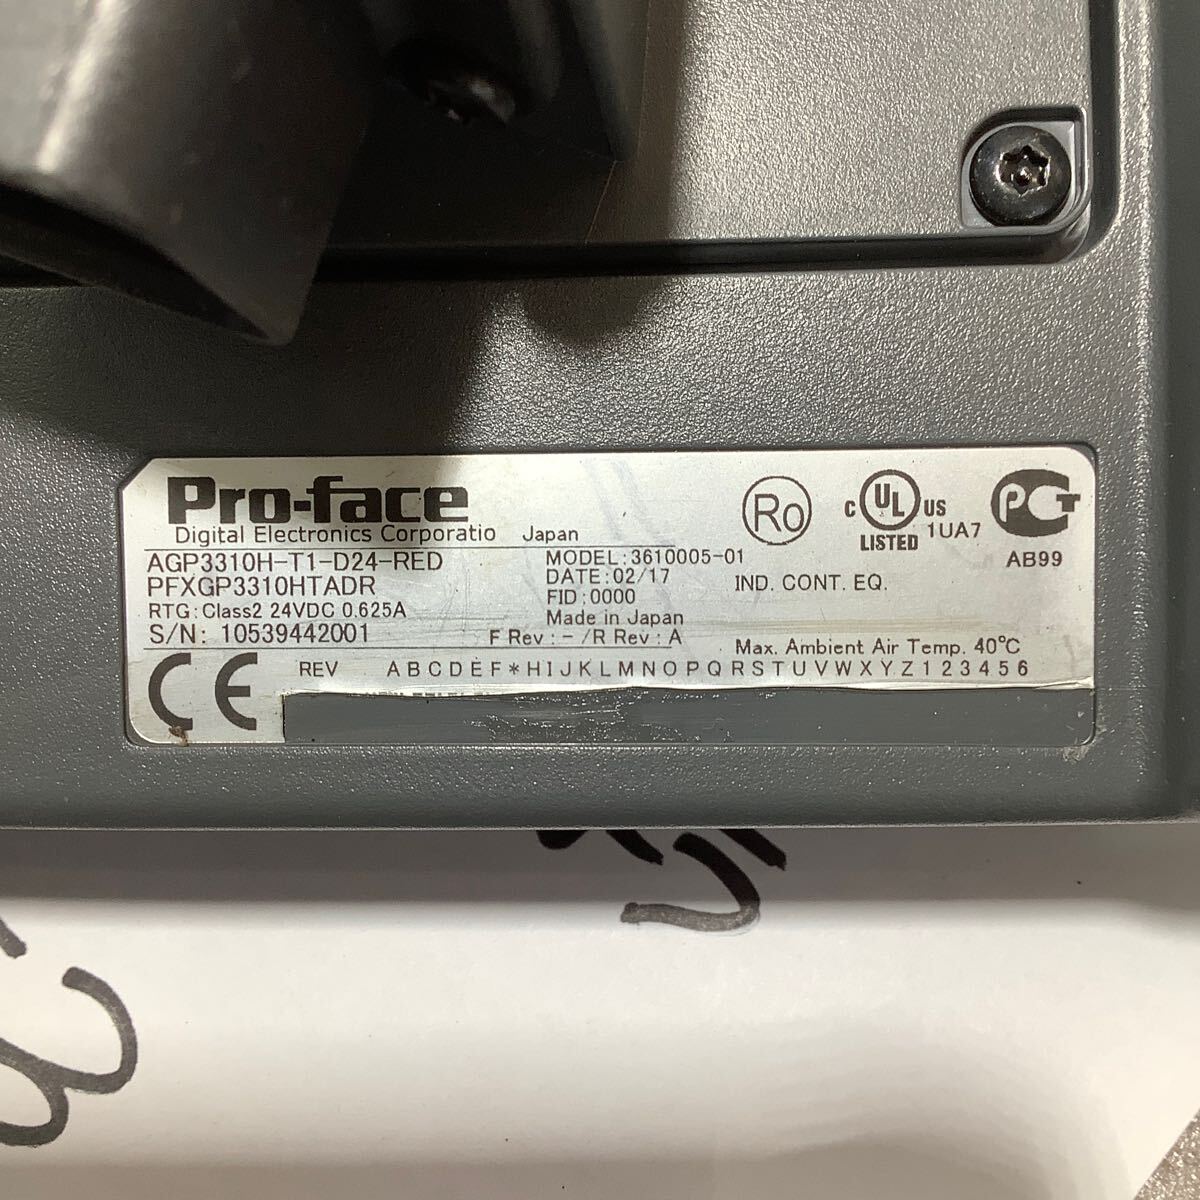 Pro-face
Digital Electronics Corporatio Japan
AGP3310H-T1-D24-RED
PFXGP3310HTADR
RTG: Class2 24VDC 0.625A
S/N: 10539442001
MODEL:3610005-01
DATE:02/17
FID:0000
Made in Japan
F Rev: - /R Rev: A
Ro
C UL US
LISTED 1UA7
PCT
AB99
IND. CONT. EQ.
Max. Ambient Air Temp. 40°C
CE
REV A B C D E F * H I J K L M N O P Q R S T U V W X Y Z 1 2 3 4 5 6